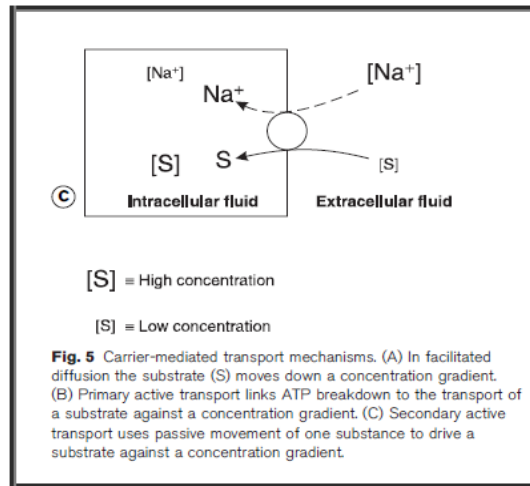 [Na⁺] [Na⁺]
Na⁺
[S] S [S]
C Intracellular fluid Extracellular fluid
[S] = High concentration
[S] = Low concentration
Fig. 5 Carrier-mediated transport mechanisms. (A) In facilitated
diffusion the substrate (S) moves down a concentration gradient.
(B) Primary active transport links ATP breakdown to the transport of
a substrate against a concentration gradient. (C) Secondary active
transport uses passive movement of one substance to drive a
substrate against a concentration gradient.